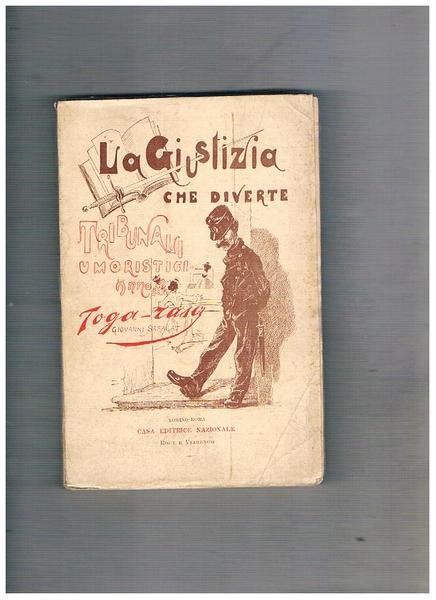 La Giustizia
CHE DIVERTE
TRIBUNALI
UMORISTICI
Toga-rasa
GIOVANNI SARAGAT
TORINO-ROMA
CASA EDITRICE NAZIONALE
ROUX E VIARENGO